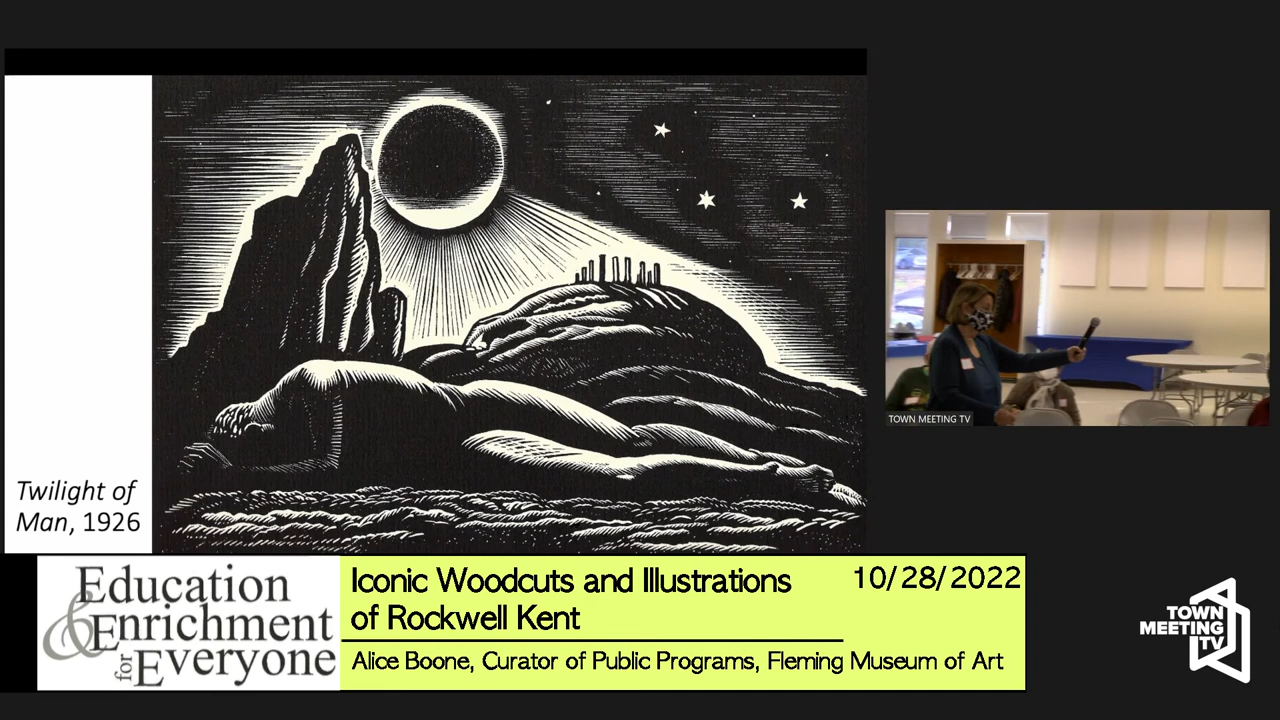 Twilight of
Man, 1926
TOWN MEETING TV
Education
& Enrichment
for Everyone
Iconic Woodcuts and Illustrations
of Rockwell Kent
10/28/2022
Alice Boone, Curator of Public Programs, Fleming Museum of Art
TOWN
MEETING
TV